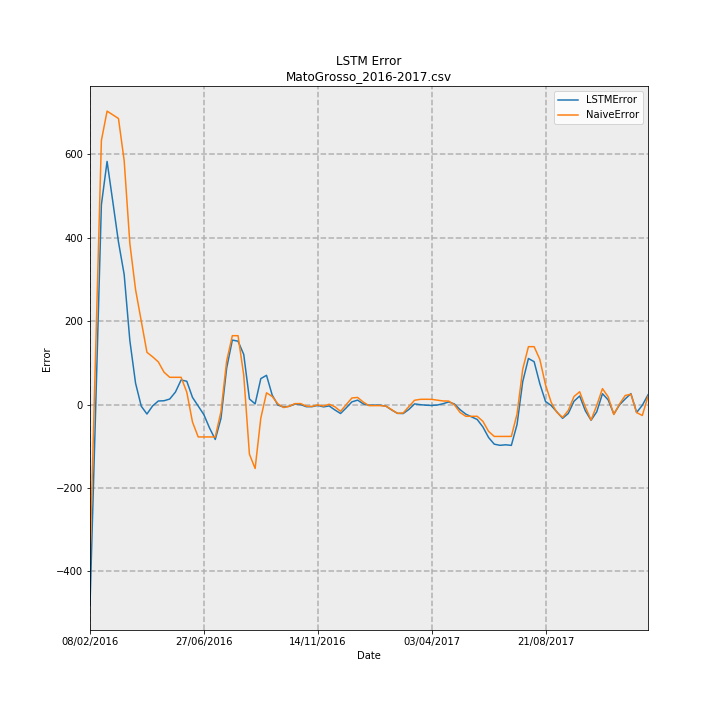 LSTM Error
MatoGrosso_2016-2017.csv
LSTMError
NaiveError
Error
600
400
200
0
−200
−400
08/02/2016
27/06/2016
14/11/2016
03/04/2017
21/08/2017
Date